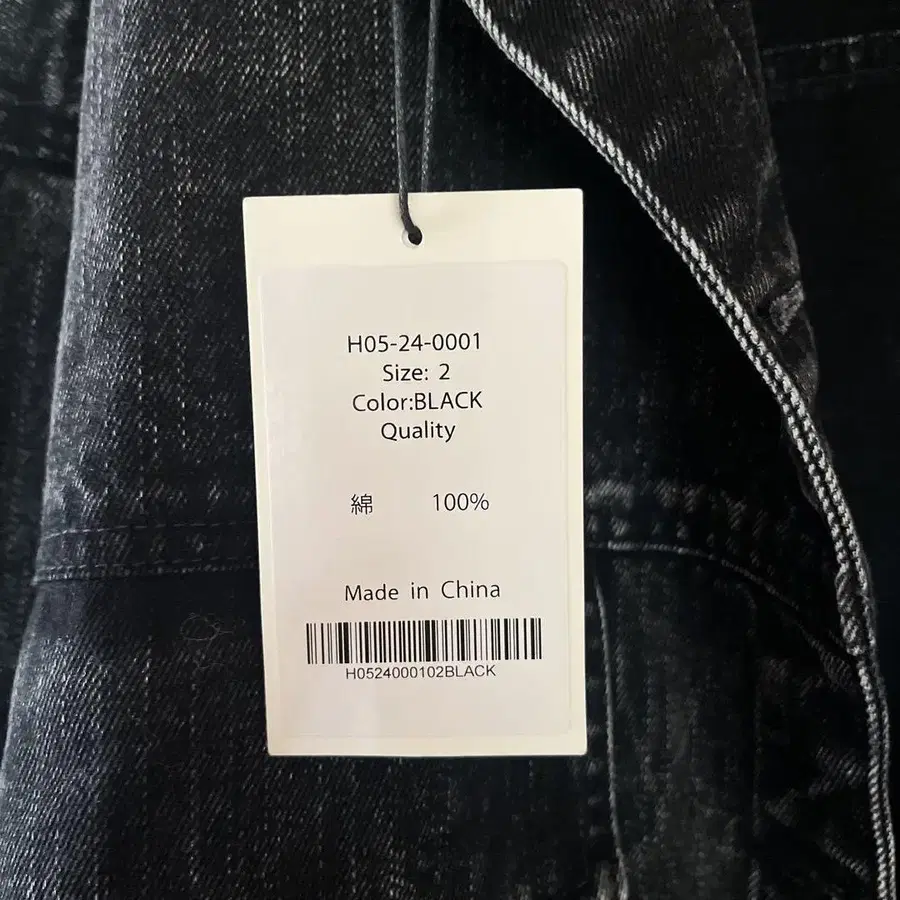 H05-24-0001
Size: 2
Color:BLACK
Quality
綿 100%
Made in China
H0524000102BLACK